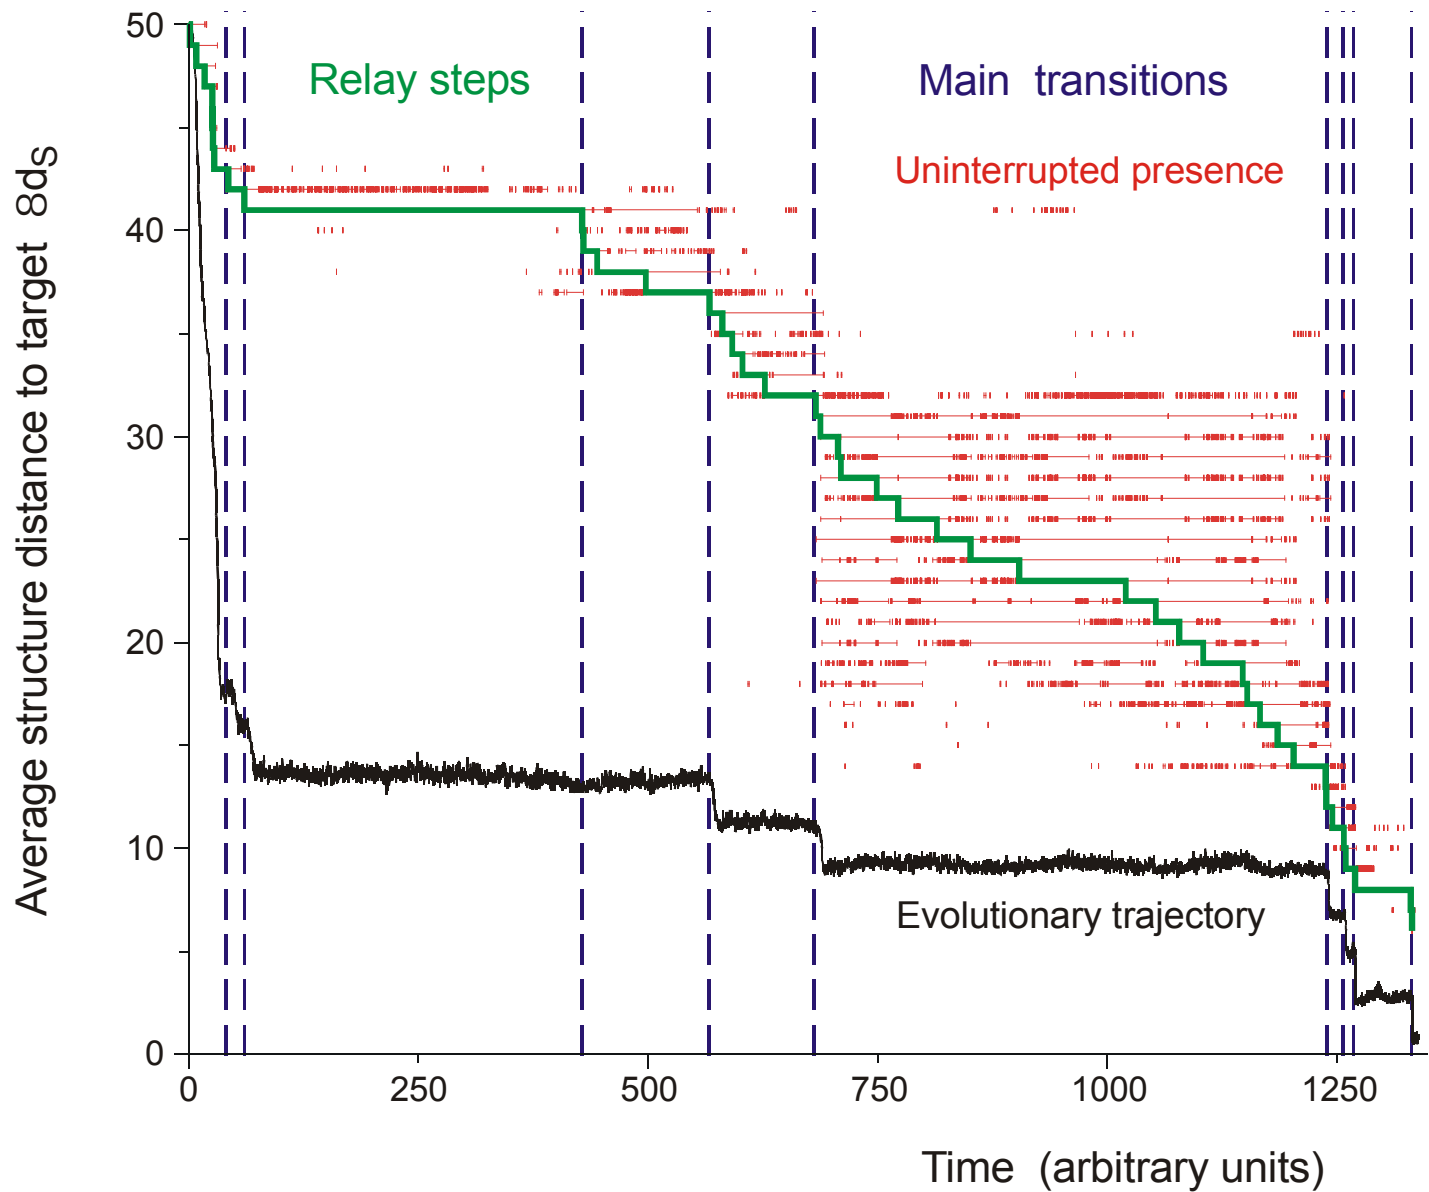 50
Relay steps
Main transitions
Uninterrupted presence
40
30
20
10
0
Average structure distance to target 8dS
Evolutionary trajectory
0 250 500 750 1000 1250
Time (arbitrary units)